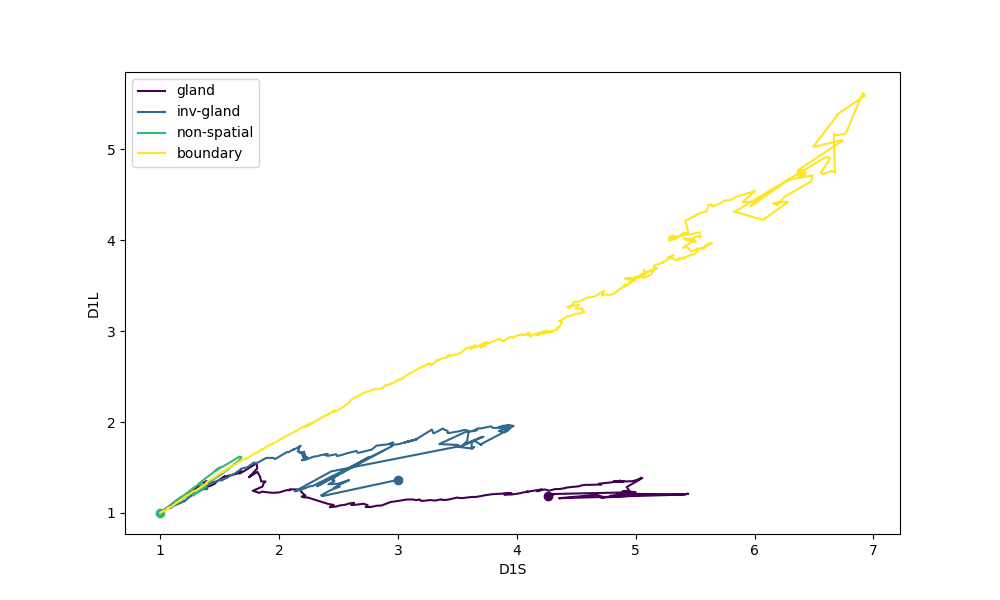 gland
inv-gland
non-spatial
boundary
5
4
3
2
1
D1L
1 2 3 4 5 6 7
D1S